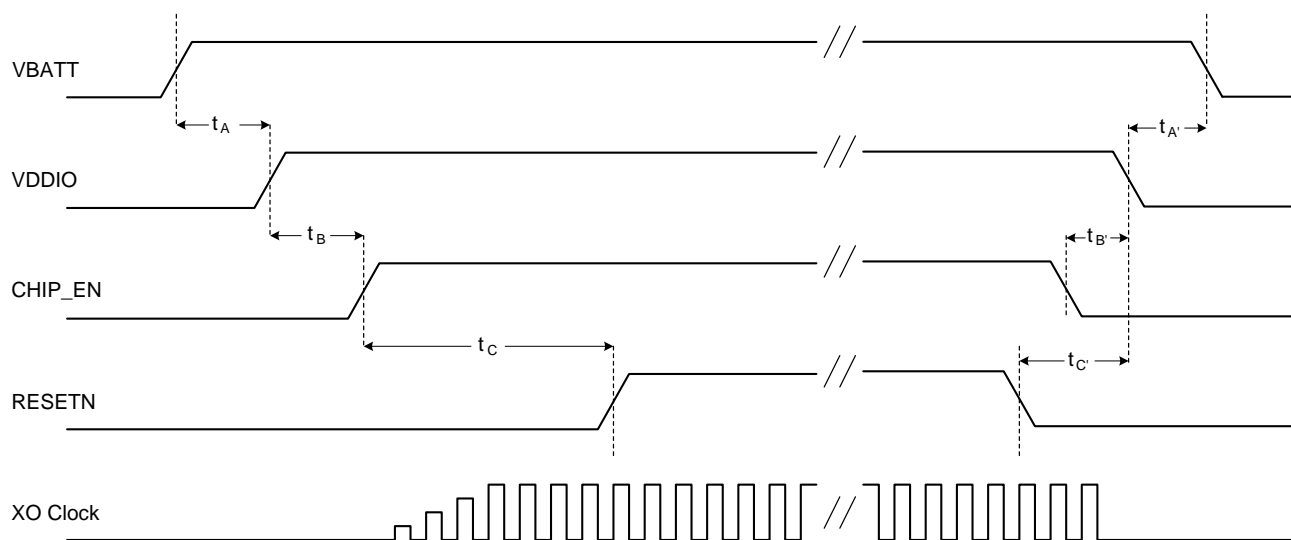 VBATT
tA
tA'
VDDIO
tB
tB'
CHIP_EN
tC
tC'
RESETN
XO Clock